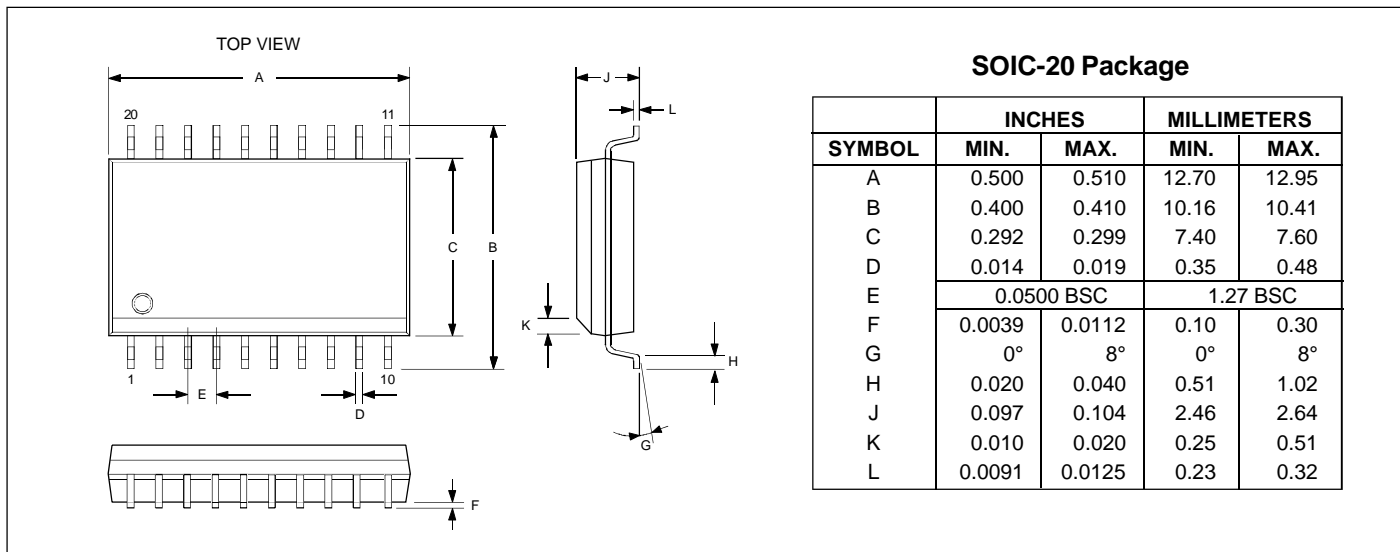 TOP VIEW
A
20 11
C
B
1 10
E
D
F
J
L
K
H
G
SOIC-20 Package
INCHES MILLIMETERS
SYMBOL MIN. MAX. MIN. MAX.
A 0.500 0.510 12.70 12.95
B 0.400 0.410 10.16 10.41
C 0.292 0.299 7.40 7.60
D 0.014 0.019 0.35 0.48
E 0.0500 BSC 1.27 BSC
F 0.0039 0.0112 0.10 0.30
G 0° 8° 0° 8°
H 0.020 0.040 0.51 1.02
J 0.097 0.104 2.46 2.64
K 0.010 0.020 0.25 0.51
L 0.0091 0.0125 0.23 0.32